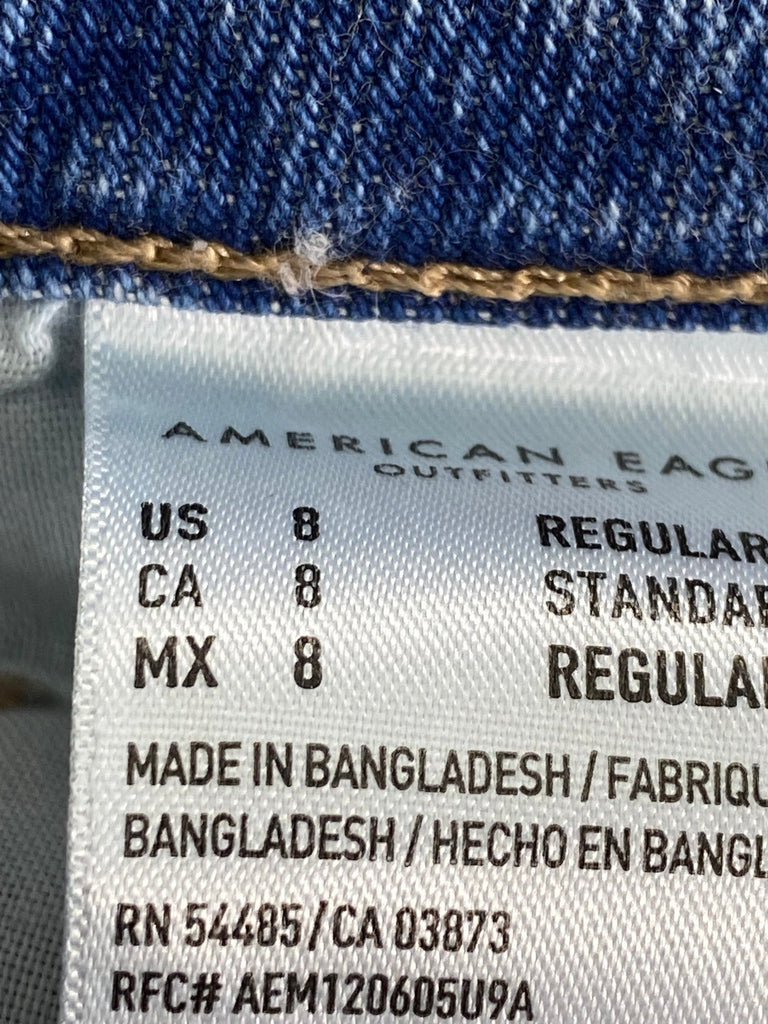 AMERICAN EAG
OUTFITTERS
US 8 REGULAR
CA 8 STANDAR
MX 8 REGULA
MADE IN BANGLADESH / FABRIQU
BANGLADESH / HECHO EN BANGL
RN 54485/CA 03873
RFC# AEM120605U9A